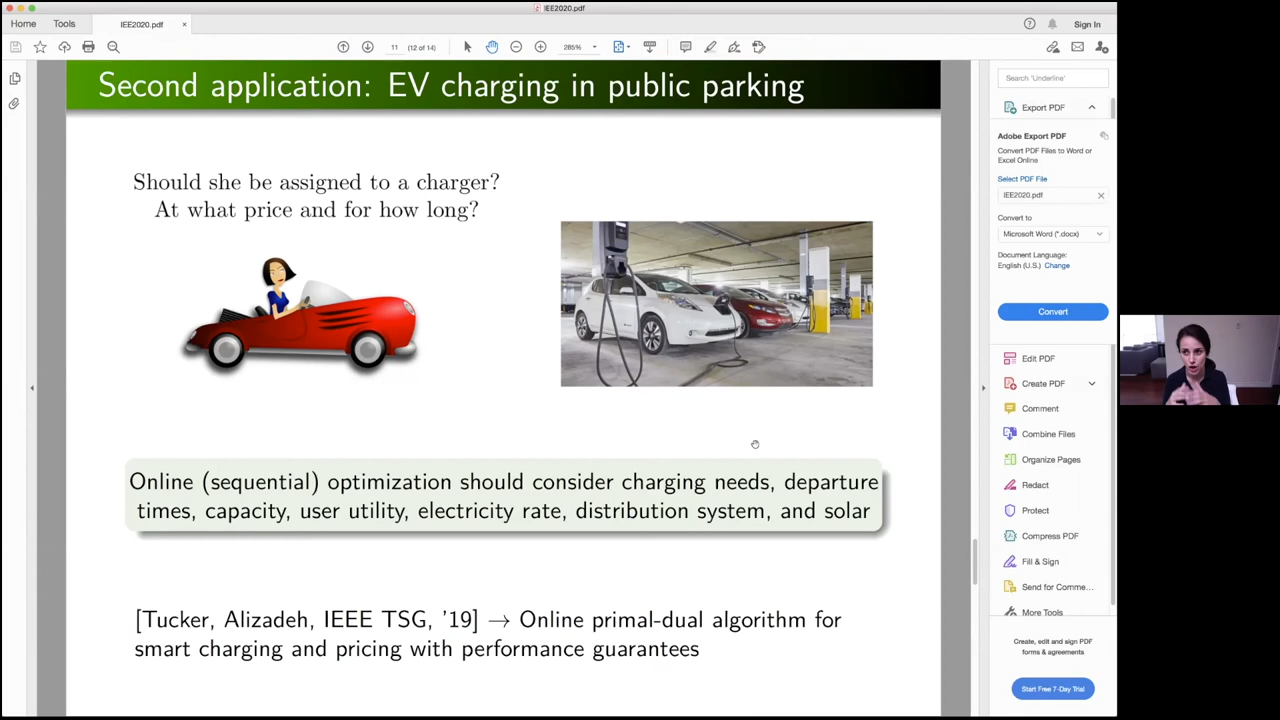 IEE2020.pdf
Home
Tools
IEE2020.pdf
×
Sign In
11 (12 of 14)
285%
Second application: EV charging in public parking
Should she be assigned to a charger?
At what price and for how long?
Online (sequential) optimization should consider charging needs, departure
times, capacity, user utility, electricity rate, distribution system, and solar
[Tucker, Alizadeh, IEEE TSG, '19] → Online primal-dual algorithm for
smart charging and pricing with performance guarantees
Search 'Underline'
Export PDF
Adobe Export PDF
Convert PDF Files to Word or
Excel Online
Select PDF File
IEE2020.pdf
Convert to
Microsoft Word (*.docx)
Document Language:
English (U.S.) Change
Convert
Edit PDF
Create PDF
Comment
Combine Files
Organize Pages
Redact
Protect
Compress PDF
Fill & Sign
Send for Comme...
More Tools
Create, edit and sign PDF
forms & agreements
Start Free 7-Day Trial